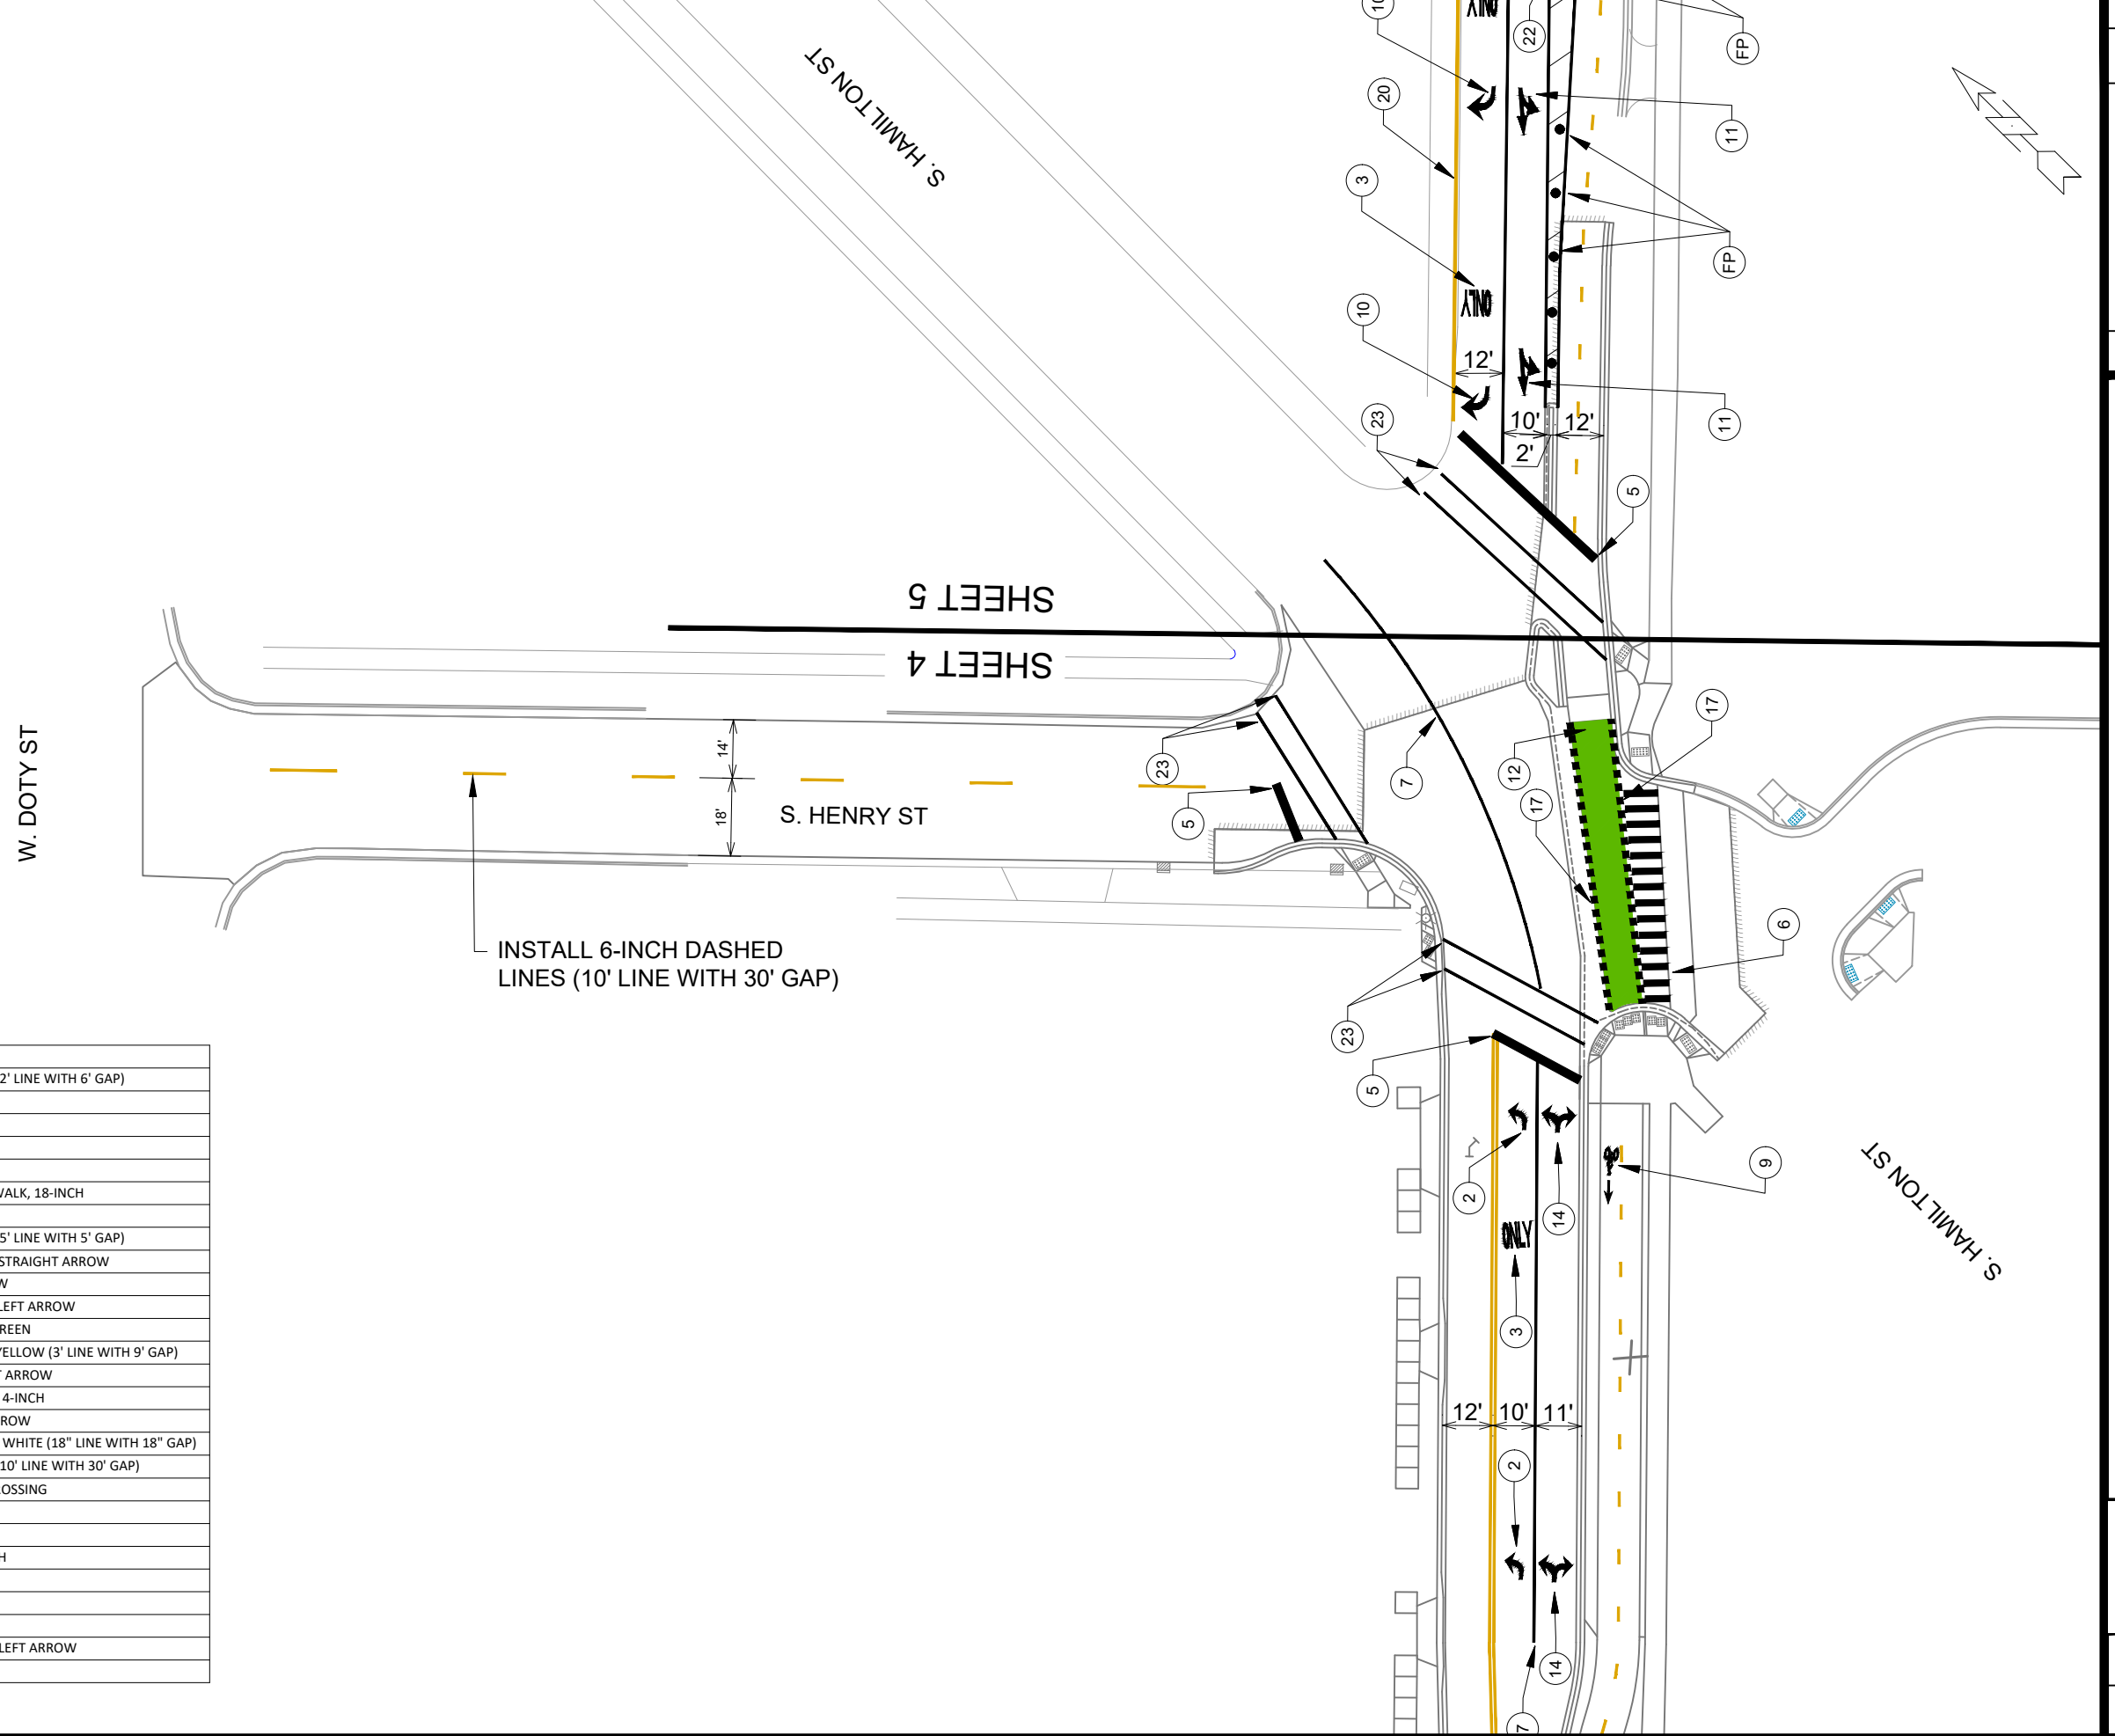 S. HAMILTON ST
10
ONLY
22
FP
20
11
3
FP
ONLY
10
12'
11
23
10'
12'
2'
5
SHEET 5
SHEET 4
W. DOTY ST
14'
18'
S. HENRY ST
23
5
7
12
17
17
6
INSTALL 6-INCH DASHED
LINES (10' LINE WITH 30' GAP)
23
5
2
14
9
S. HAMILTON ST
ONLY
3
12'
10'
11'
2
14
7
2' LINE WITH 6' GAP)
WALK, 18-INCH
5' LINE WITH 5' GAP)
STRAIGHT ARROW
W
LEFT ARROW
REEN
YELLOW (3' LINE WITH 9' GAP)
T ARROW
4-INCH
ROW
WHITE (18" LINE WITH 18" GAP)
10' LINE WITH 30' GAP)
OSSING
H
LEFT ARROW